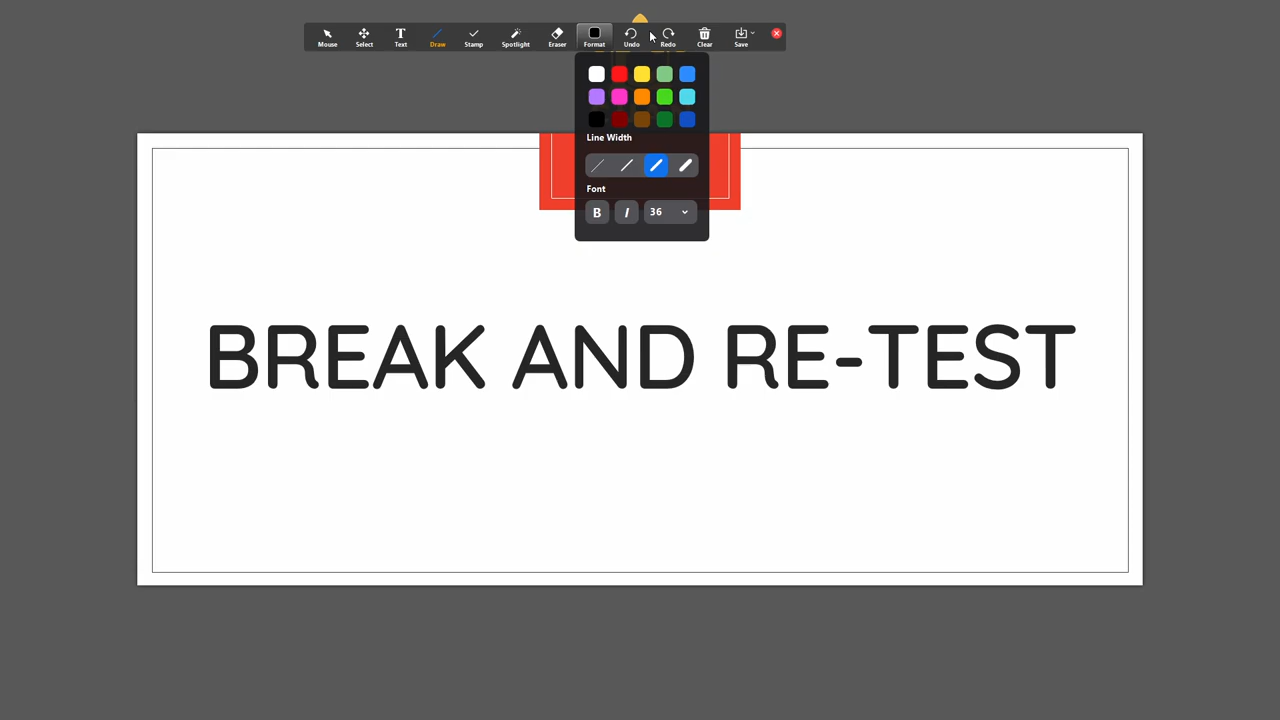 Mouse Select Text Draw Stamp Spotlight Eraser Format Undo Redo Clear Save
Line Width
Font
B I 36
BREAK AND RE-TEST